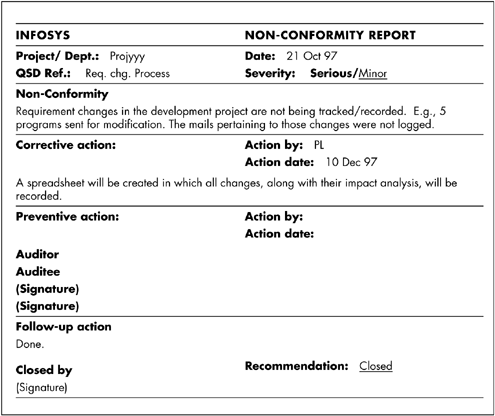 INFOSYS NON-CONFORMITY REPORT
Project/ Dept.: Projyyy Date: 21 Oct 97
QSD Ref.: Req. chg. Process Severity: Serious/Minor
Non-Conformity
Requirement changes in the development project are not being tracked/recorded. E.g., 5
programs sent for modification. The mails pertaining to those changes were not logged.
Corrective action: Action by: PL
Action date: 10 Dec 97
A spreadsheet will be created in which all changes, along with their impact analysis, will be
recorded.
Preventive action: Action by:
Action date:
Auditor
Auditee
(Signature)
(Signature)
Follow-up action
Done.
Closed by Recommendation: Closed
(Signature)